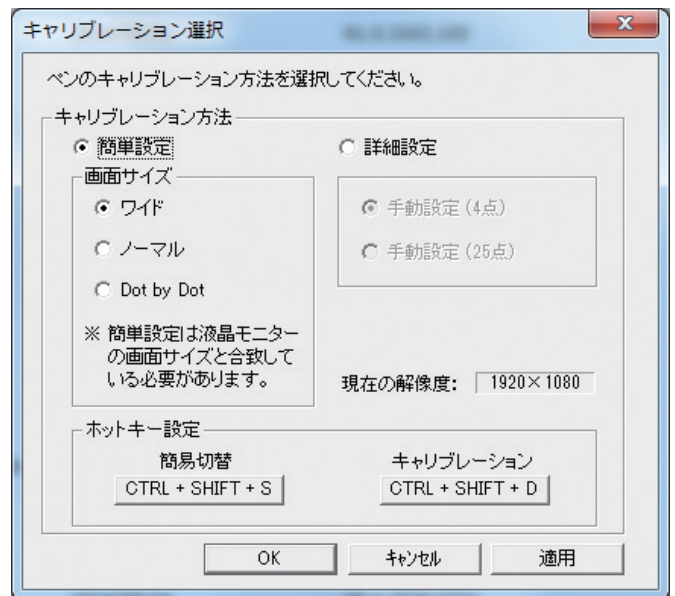 キャリブレーション選択
ペンのキャリブレーション方法を選択してください。
キャリブレーション方法
簡単設定
詳細設定
画面サイズ
ワイド
手動設定 (4点)
ノーマル
手動設定 (25点)
Dot by Dot
※ 簡単設定は液晶モニター
の画面サイズと合致して
いる必要があります。
現在の解像度: 1920×1080
ホットキー設定
簡易切替
キャリブレーション
CTRL + SHIFT + S
CTRL + SHIFT + D
OK
キャンセル
適用